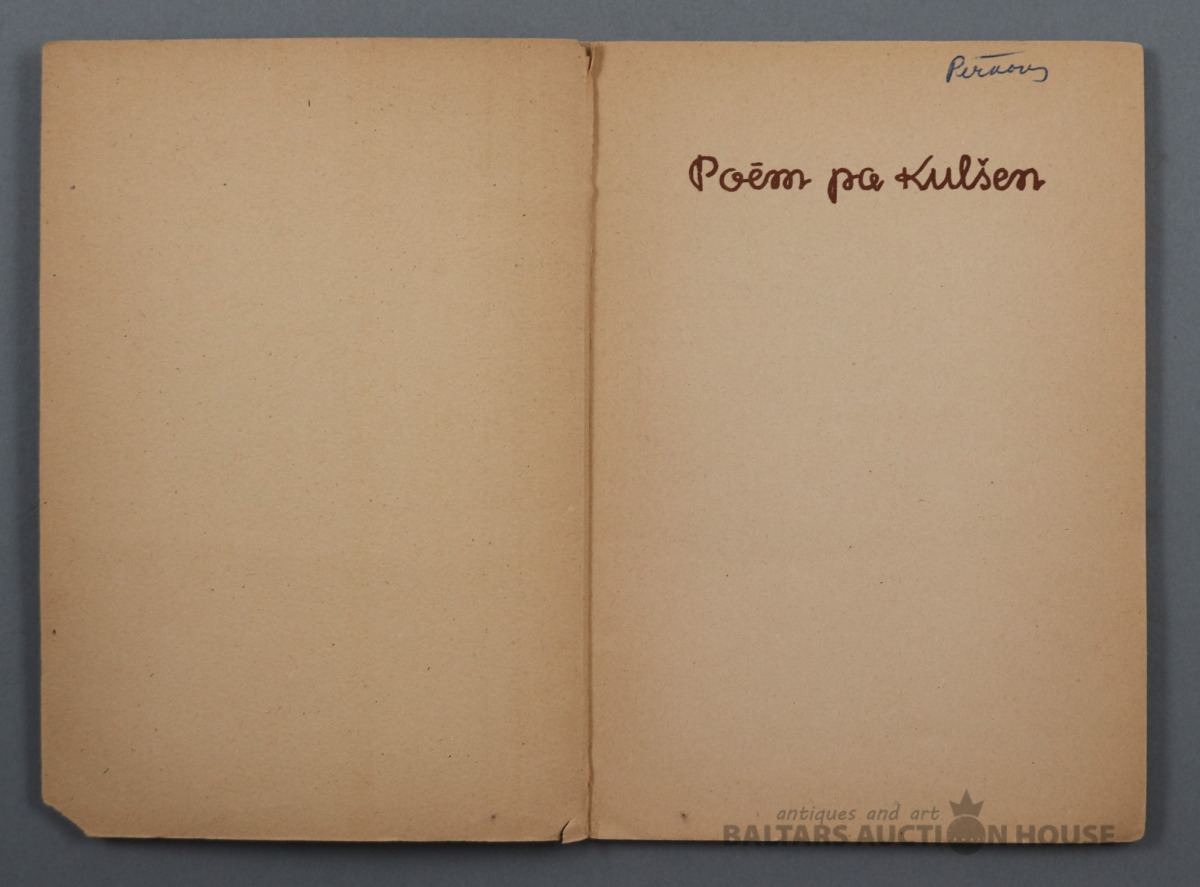 Poēm pa Kulšen
antiques and art
BALTARS AUCTION HOUSE